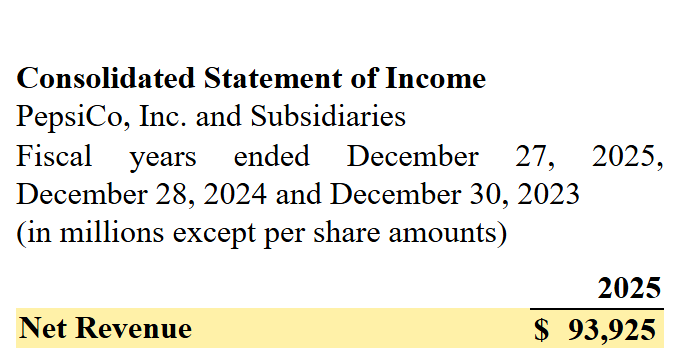 Consolidated Statement of Income
PepsiCo, Inc. and Subsidiaries
Fiscal years ended December 27, 2025,
December 28, 2024 and December 30, 2023
(in millions except per share amounts)
2025
Net Revenue $ 93,925